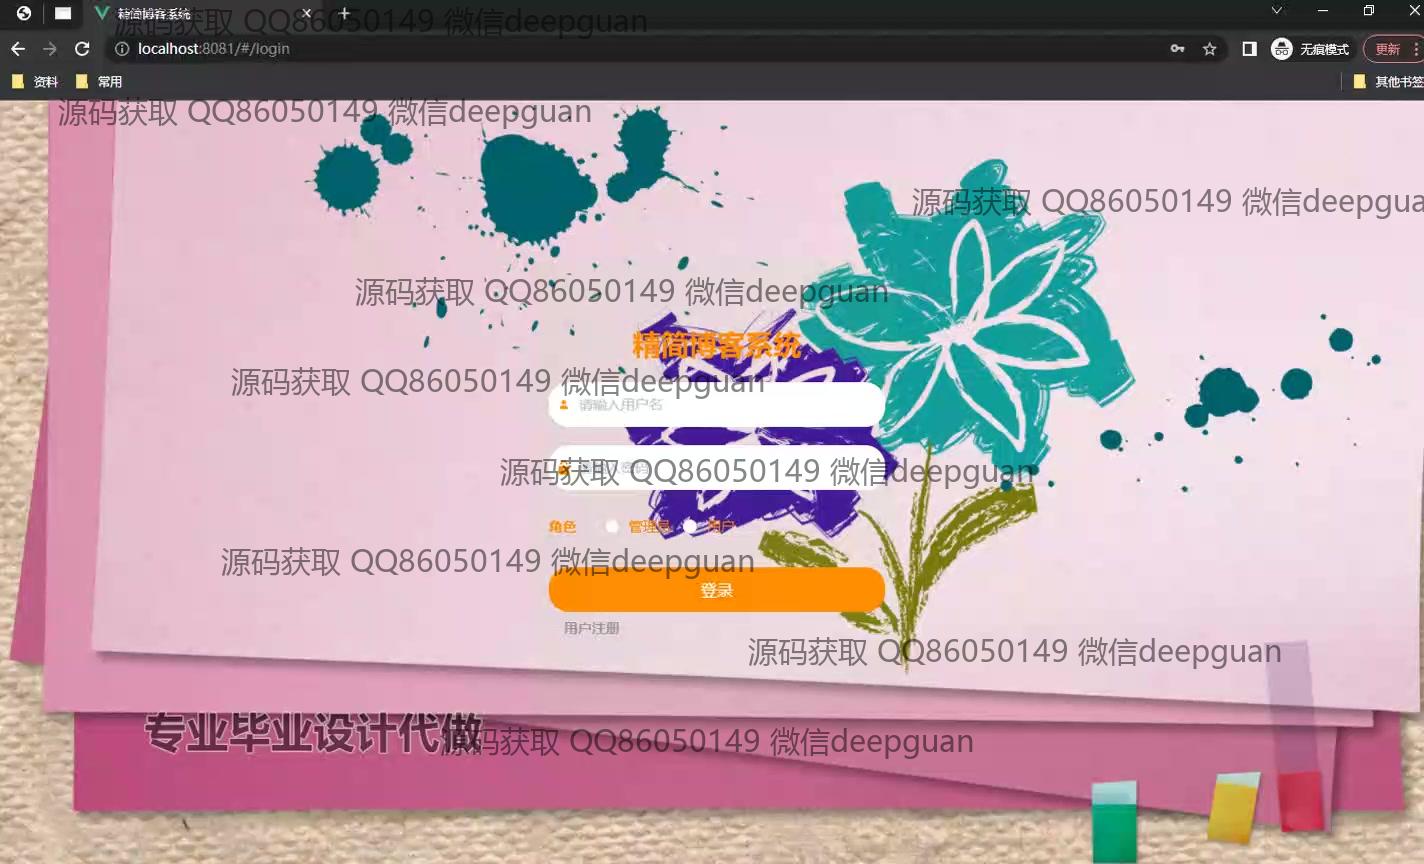 精简博客系统
源码获取 QQ86050149 微信deepguan
localhost:8081/#/login
无痕模式
更新
资料
常用
其他书签
源码获取 QQ86050149 微信deepguan
源码获取 QQ86050149 微信deepgua
源码获取 QQ86050149 微信deepguan
精简博客系统
源码获取 QQ86050149 微信deepguan
请输入用户名
源码获取 QQ86050149 微信deepguan
角色 管理员 用户
源码获取 QQ86050149 微信deepguan
登录
用户注册
源码获取 QQ86050149 微信deepguan
专业毕业设计代做
源码获取 QQ86050149 微信deepguan